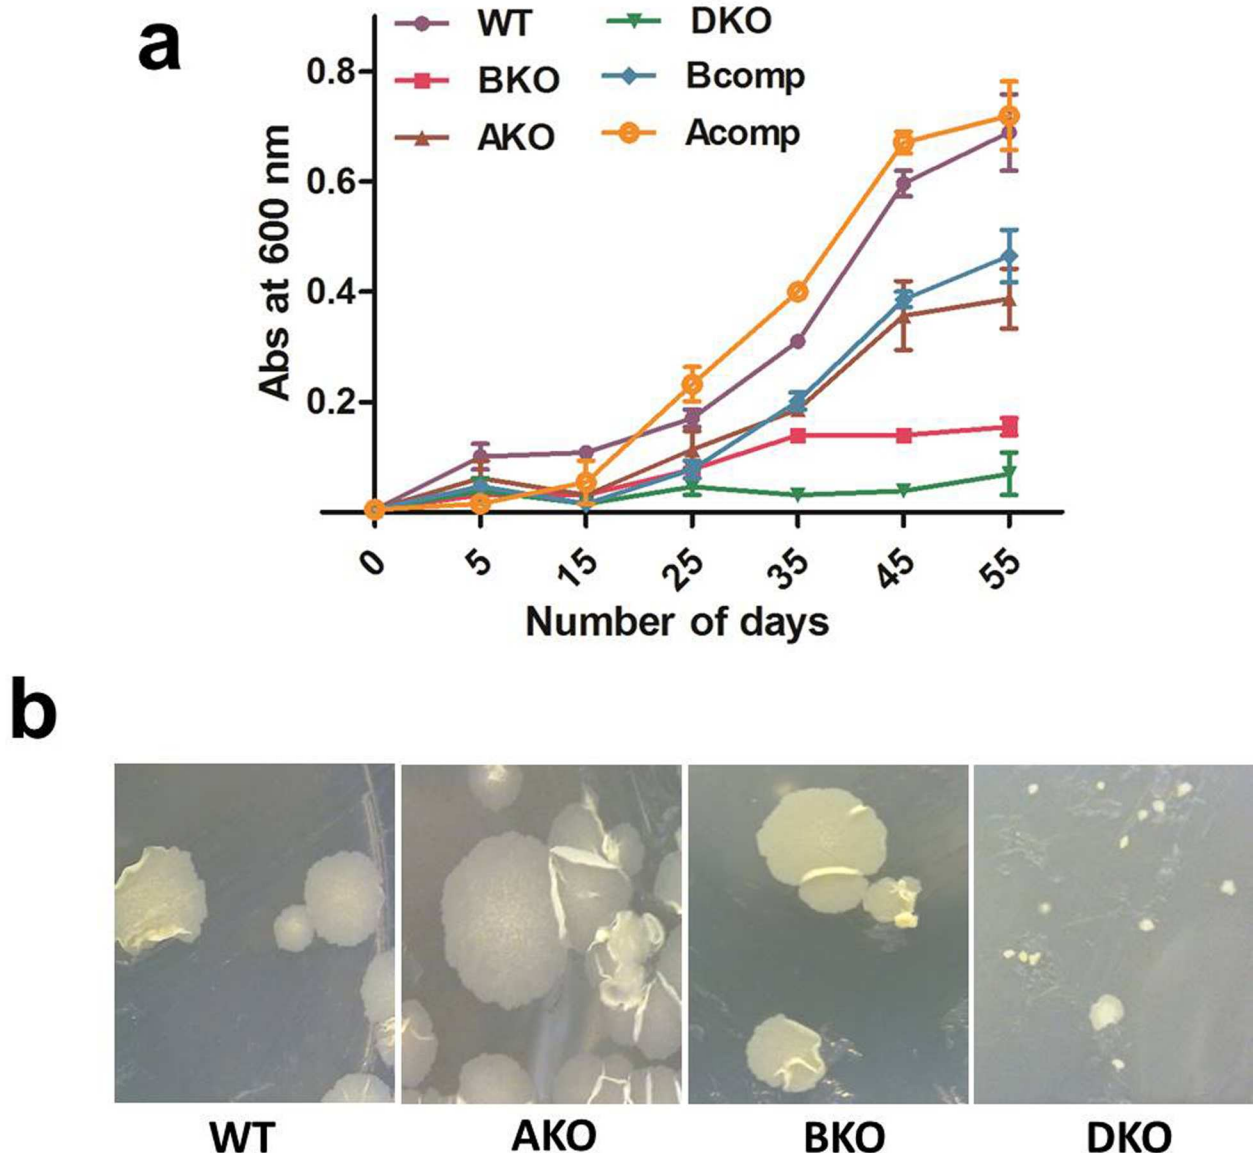 a
WT DKO
BKO Bcomp
AKO Acomp
Abs at 600 nm
0.8
0.6
0.4
0.2
0 5 15 25 35 45 55
Number of days
b
WT AKO BKO DKO